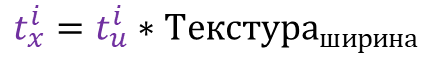 t_x^i = t_u^i * Текстура_ширина